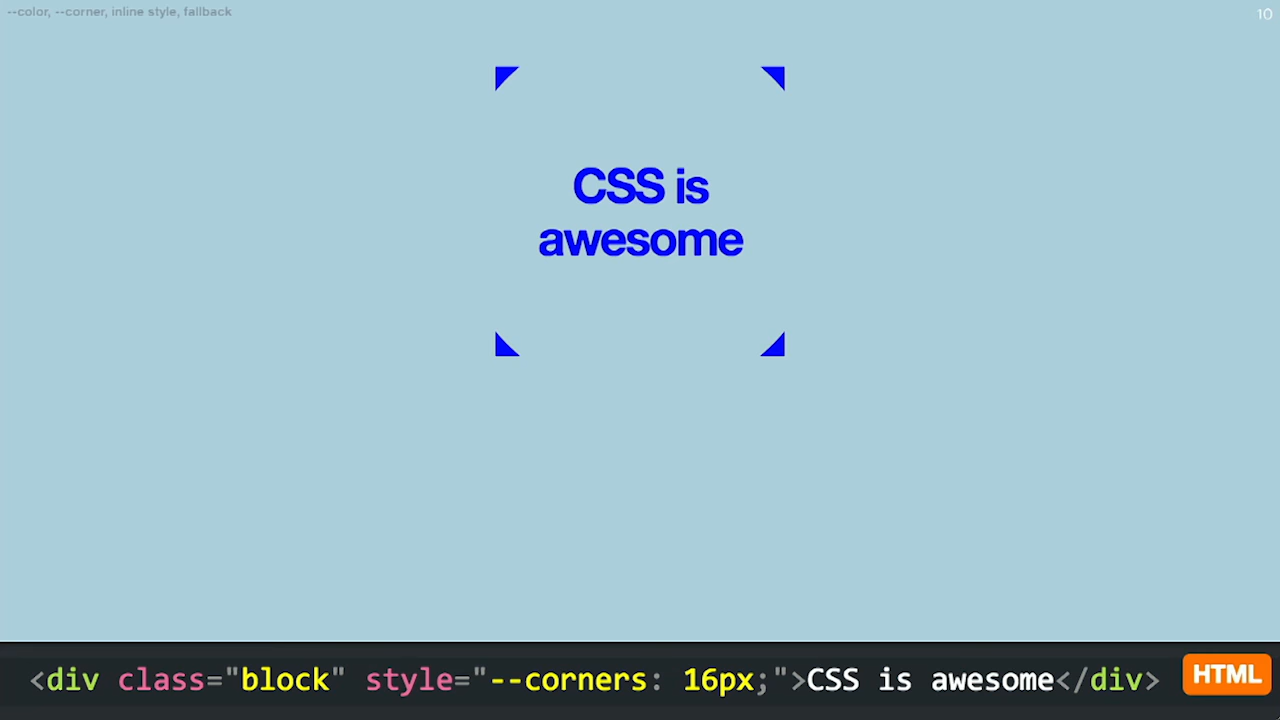 --color, --corner, inline style, fallback
10
CSS is
awesome
<div class="block" style="--corners: 16px;">CSS is awesome</div>
HTML